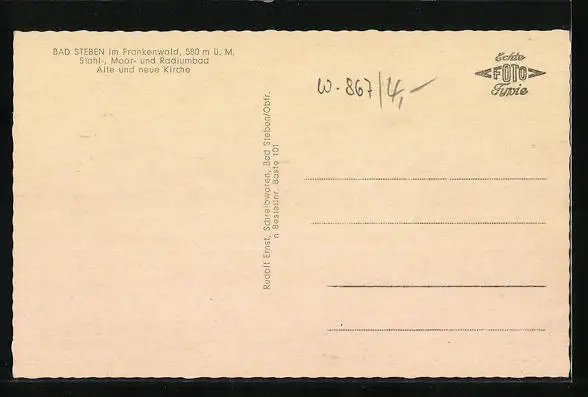 BAD STEBEN im Frankenwald, 580 m ü. M.
Stahl-, Moor- und Radiumbad
Alte und neue Kirche
W. 867/4,-
Echte
FOTO
Typie
Rudolf Ernst, Schreibwaren, Bad Steben/Obfr.
n Bestellnr. Baste 101